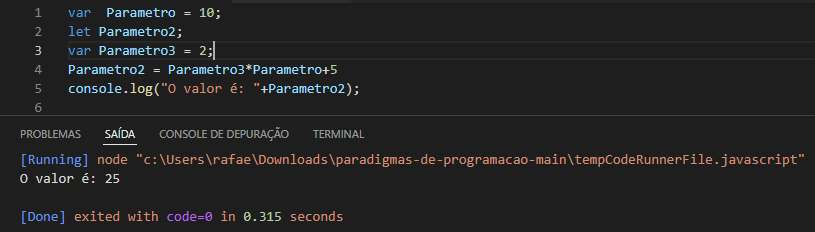 1 var  Parametro = 10;
2 let Parametro2;
3 var Parametro3 = 2;
4 Parametro2 = Parametro3*Parametro+5
5 console.log("O valor é: "+Parametro2);
6
PROBLEMAS SAÍDA CONSOLE DE DEPURAÇÃO TERMINAL
[Running] node "c:\Users\rafae\Downloads\paradigmas-de-programacao-main\tempCodeRunnerFile.javascript"
O valor é: 25
[Done] exited with code=0 in 0.315 seconds